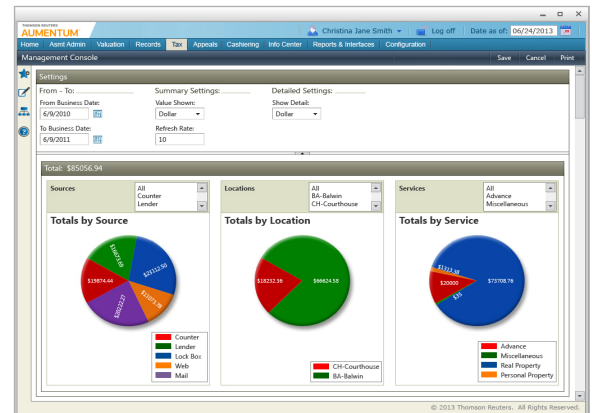 THOMSON REUTERS
AUMENTUM
Christina Jane Smith
Log off
Date as of: 06/24/2013
Home Asmt Admin Valuation Records Tax Appeals Cashiering Info Center Reports & Interfaces Configuration
Management Console
Save Cancel Print
Settings
From - To: Summary Settings: Detailed Settings:
From Business Date: Value Shown: Show Detail:
6/9/2010 Dollar Dollar
To Business Date: Refresh Rate:
6/9/2011 10
Total: $85056.94
Sources
All
Counter
Lender
Locations
All
BA-Balwin
CH-Courthouse
Services
All
Advance
Miscellaneous
Totals by Source
$19874.44
$23112.50
Counter
Lender
Lock Box
Web
Mail
Totals by Location
$18232.36
$66624.58
CH-Courthouse
BA-Balwin
Totals by Service
$1313.38
$20000
$35
$73708.76
Advance
Miscellaneous
Real Property
Personal Property
© 2013 Thomson Reuters. All Rights Reserved.